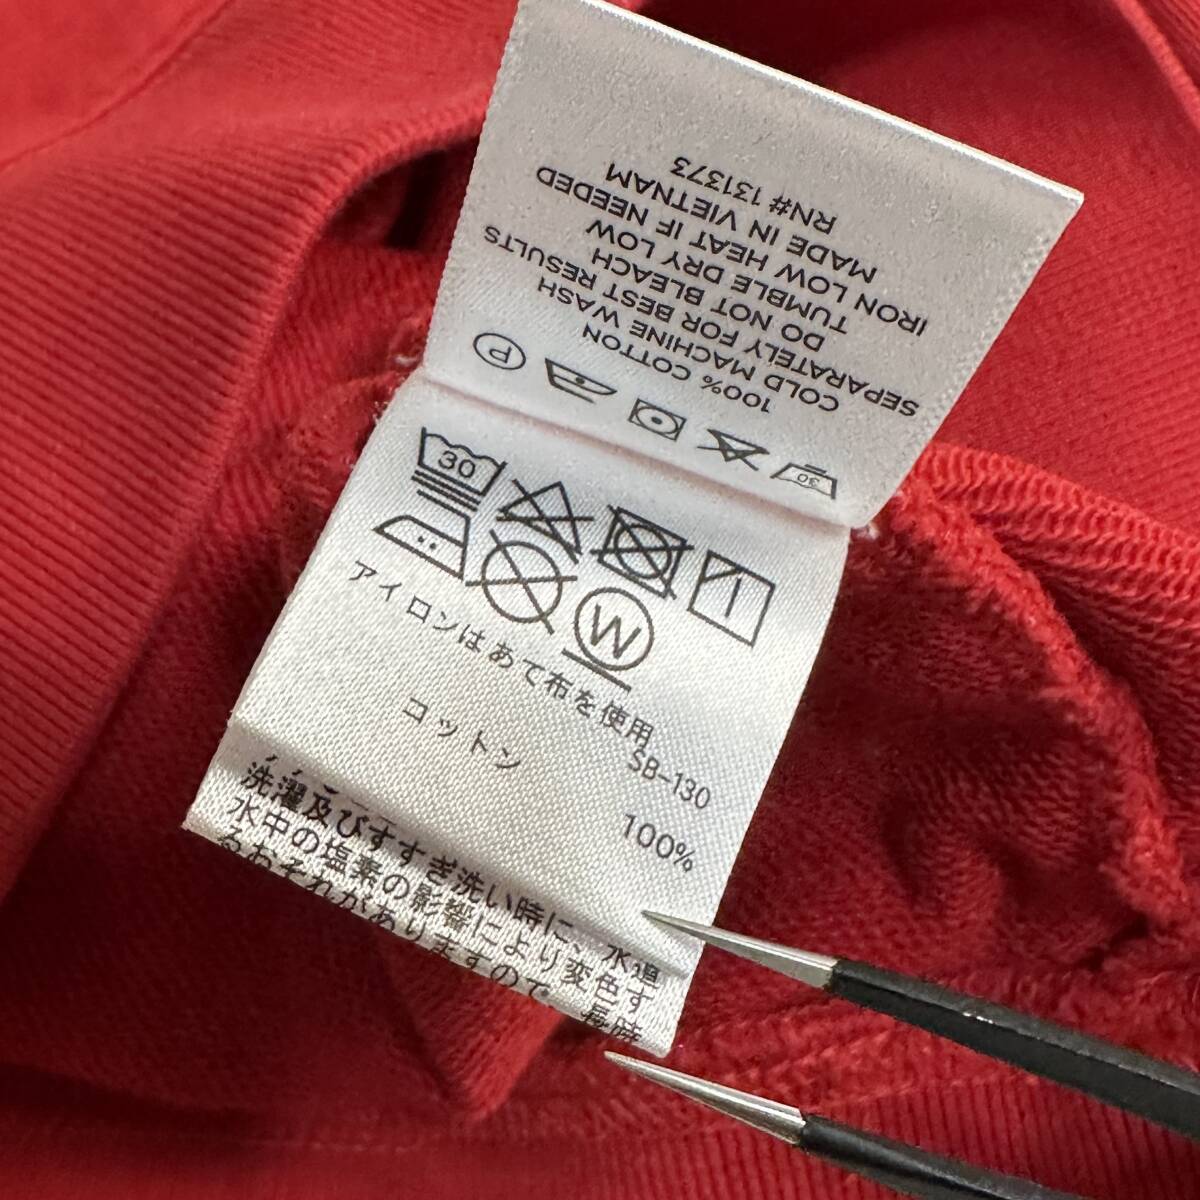 100% COTTON
COLD MACHINE WASH
SEPARATELY FOR BEST RESULTS
DO NOT BLEACH
TUMBLE DRY LOW
IRON LOW HEAT IF NEEDED
MADE IN VIETNAM
RN# 131373
30
P
30
W
アイロンはあて布を使用
SB-130
コットン 100%
洗濯及びすすぎ洗い時に、水道
水中の塩素の影響により変色す
るおそれがありますので、長時